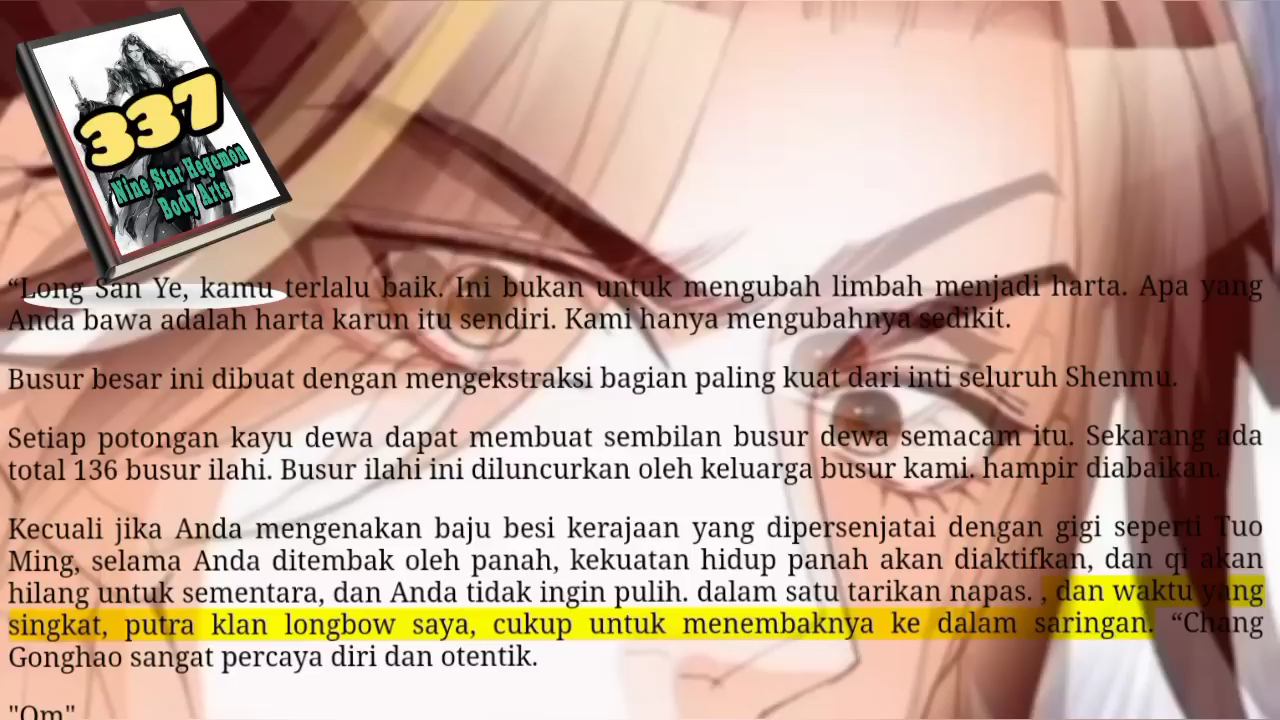 337
Nine Star Hegemon
Body Arts
“Long San Ye, kamu terlalu baik. Ini bukan untuk mengubah limbah menjadi harta. Apa yang
Anda bawa adalah harta karun itu sendiri. Kami hanya mengubahnya sedikit.
Busur besar ini dibuat dengan mengekstraksi bagian paling kuat dari inti seluruh Shenmu.
Setiap potongan kayu dewa dapat membuat sembilan busur dewa semacam itu. Sekarang ada
total 136 busur ilahi. Busur ilahi ini diluncurkan oleh keluarga busur kami. hampir diabaikan.
Kecuali jika Anda mengenakan baju besi kerajaan yang dipersenjatai dengan gigi seperti Tuo
Ming, selama Anda ditembak oleh panah, kekuatan hidup panah akan diaktifkan, dan qi akan
hilang untuk sementara, dan Anda tidak ingin pulih. dalam satu tarikan napas. , dan waktu yang
singkat, putra klan longbow saya, cukup untuk menembaknya ke dalam saringan. “Chang
Gonghao sangat percaya diri dan otentik.
"Om"